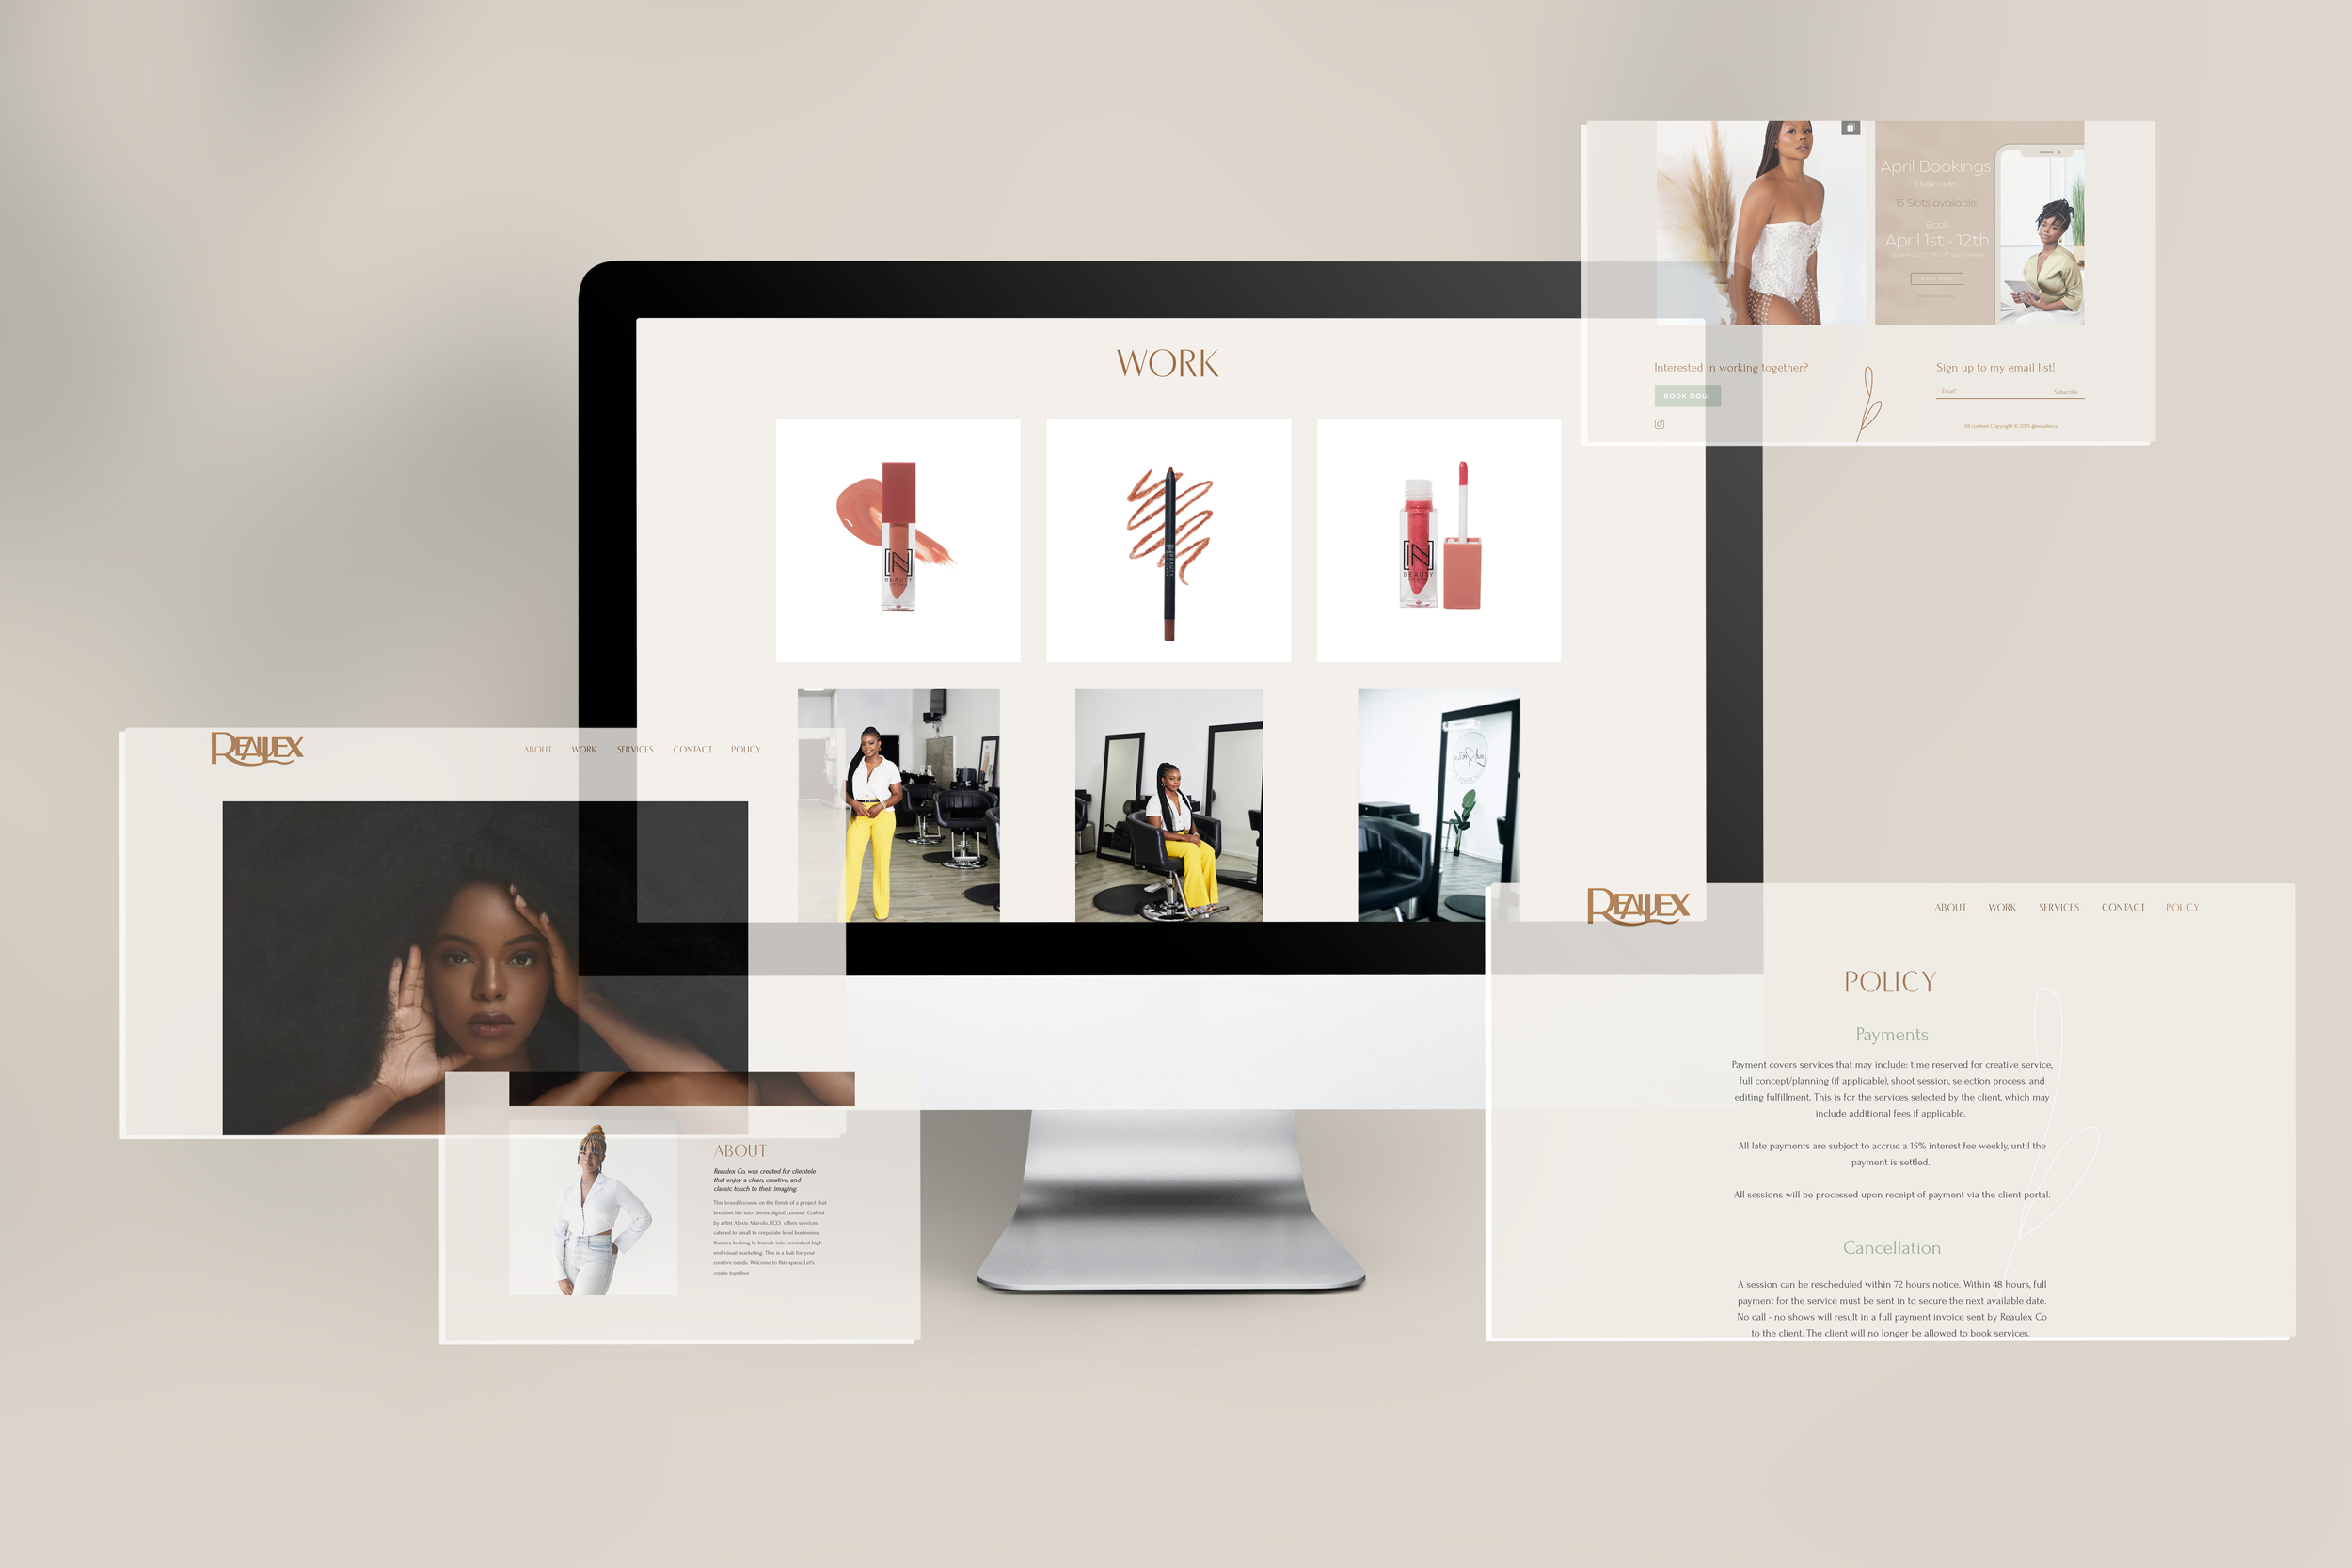 April Bookings
now open
15 Slots available
Book
April 1st - 12th
BOOK NOW
Interested in working together?
BOOK NOW
Sign up to my email list!
Email*
Subscribe
All content Copyright © 2023 @reaulexco
WORK
[N]
BEAUTY
[N]
BEAUTY
REAULEX
ABOUT WORK SERVICES CONTACT POLICY
ABOUT
Reaulex Co. was created for clientele
that enjoy a clean, creative, and
classic touch to their imaging.
This brand focuses on the finish of a project that
breathes life into clients digital content. Crafted
by artist Alexis Akarolo, RCO offers services
catered to small to corporate level businesses
that are looking to branch into consistent high
end visual marketing. This is a hub for your
creative needs. Welcome to this space, Let's
create together.
REAULEX
ABOUT WORK SERVICES CONTACT POLICY
POLICY
Payments
Payment covers services that may include: time reserved for creative service,
full concept/planning (if applicable), shoot session, selection process, and
editing fulfillment. This is for the services selected by the client, which may
include additional fees if applicable.
All late payments are subject to accrue a 15% interest fee weekly, until the
payment is settled.
All sessions will be processed upon receipt of payment via the client portal.
Cancellation
A session can be rescheduled within 72 hours notice. Within 48 hours, full
payment for the service must be sent in to secure the next available date.
No call - no shows will result in a full payment invoice sent by Reaulex Co
to the client. The client will no longer be allowed to book services.